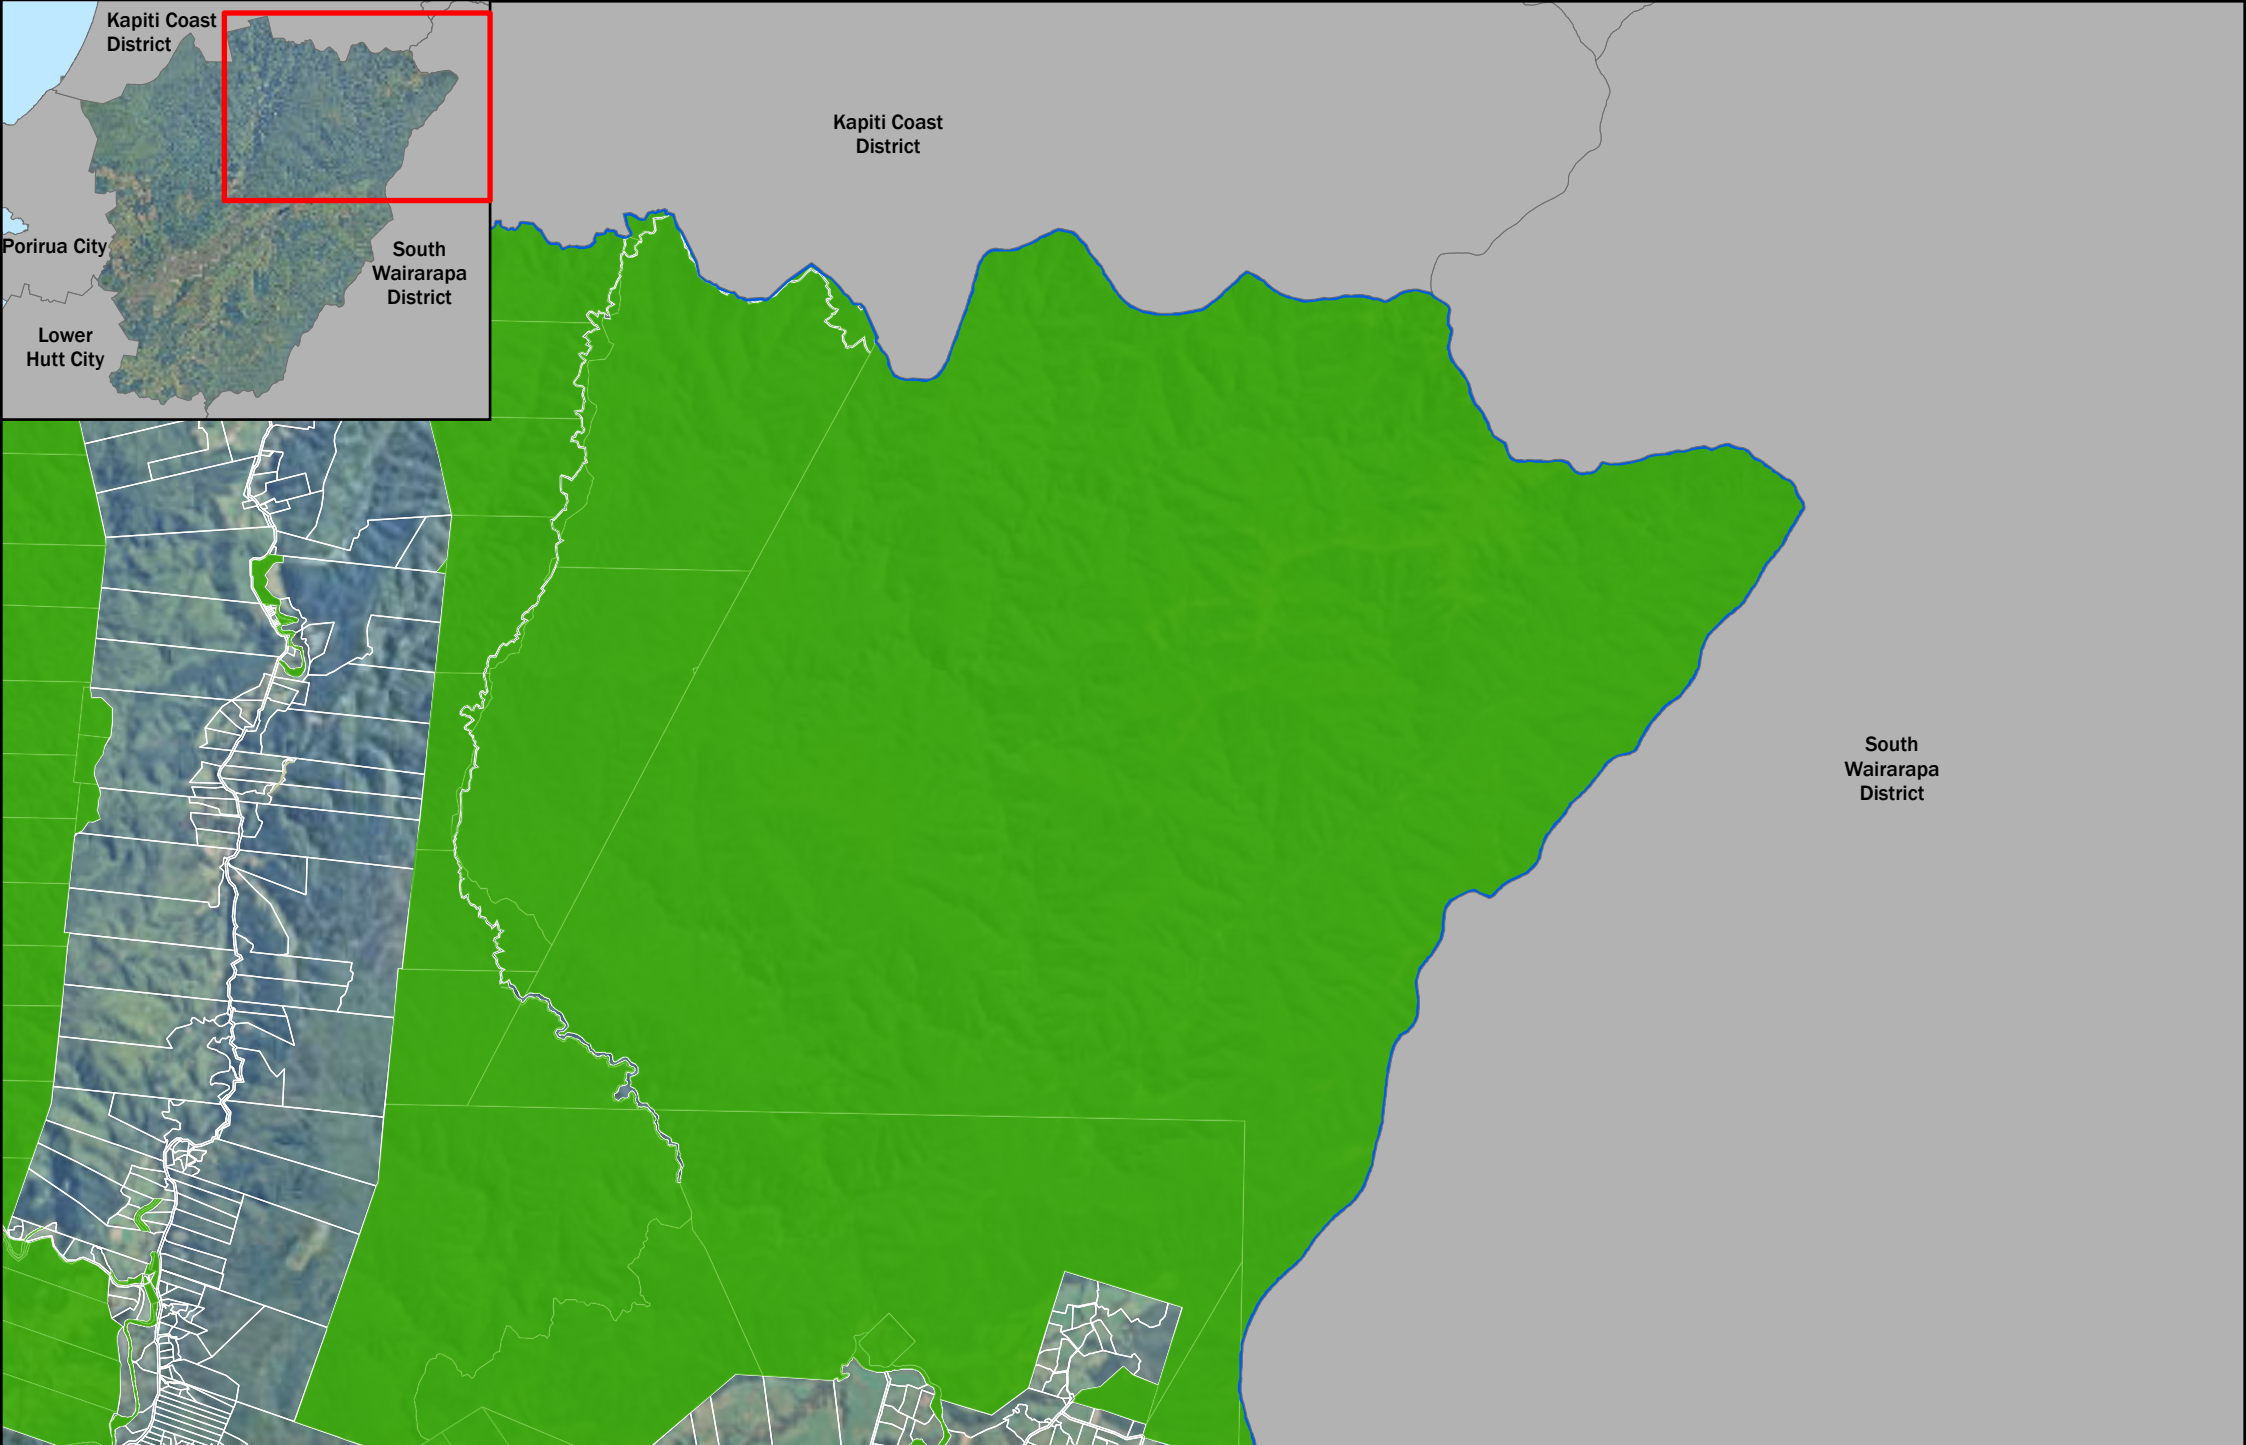 Kapiti Coast
District
Porirua City
South
Wairarapa
District
Lower
Hutt City
Kapiti Coast
District
South
Wairarapa
District